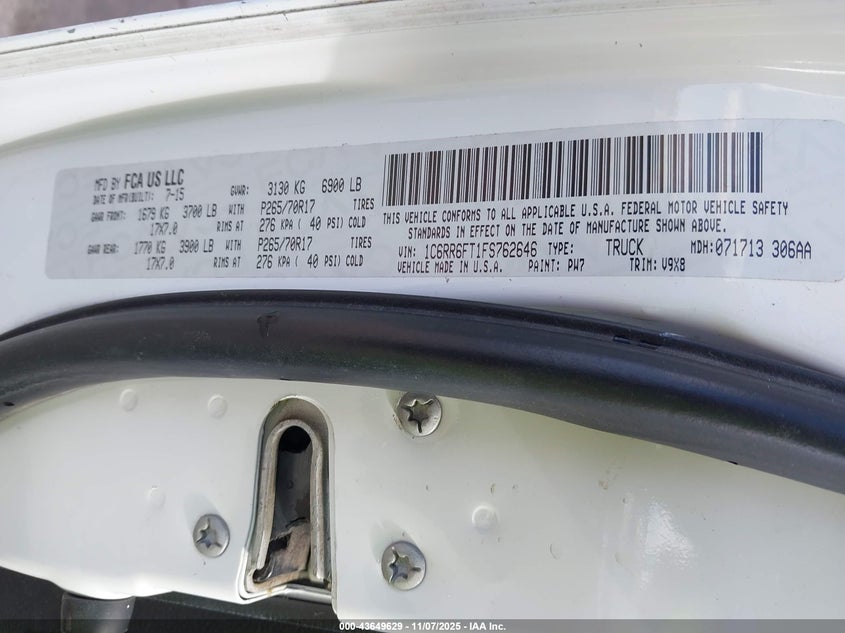 MFD BY FCA US LLC
DATE OF MFR(BUILT): 7-15 GVWR: 3130 KG 6900 LB
GAWR FRONT: 1679 KG 3700 LB WITH P265/70R17 TIRES
17X7.0 RIMS AT 276 KPA ( 40 PSI) COLD
GAWR REAR: 1770 KG 3900 LB WITH P265/70R17 TIRES
17X7.0 RIMS AT 276 KPA ( 40 PSI) COLD
THIS VEHICLE CONFORMS TO ALL APPLICABLE U.S.A. FEDERAL MOTOR VEHICLE SAFETY
STANDARDS IN EFFECT ON THE DATE OF MANUFACTURE SHOWN ABOVE.
VIN: 1C6RR6FT1FS762646 TYPE: TRUCK MDH:071713 306AA
VEHICLE MADE IN U.S.A. PAINT: PW7 TRIM: V9X8
000-43649629 - 11/07/2025 - IAA Inc.